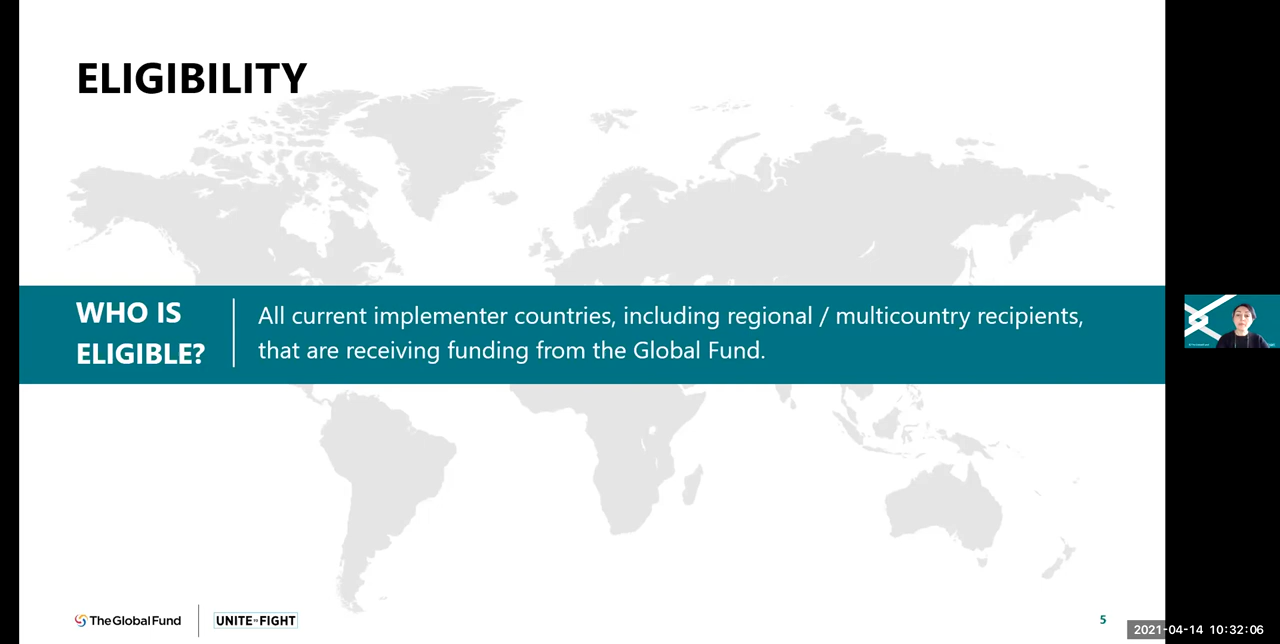 ELIGIBILITY
WHO IS
ELIGIBLE?
All current implementer countries, including regional / multicountry recipients,
that are receiving funding from the Global Fund.
The Global Fund
UNITE TO FIGHT
5
2021-04-14 10:32:06